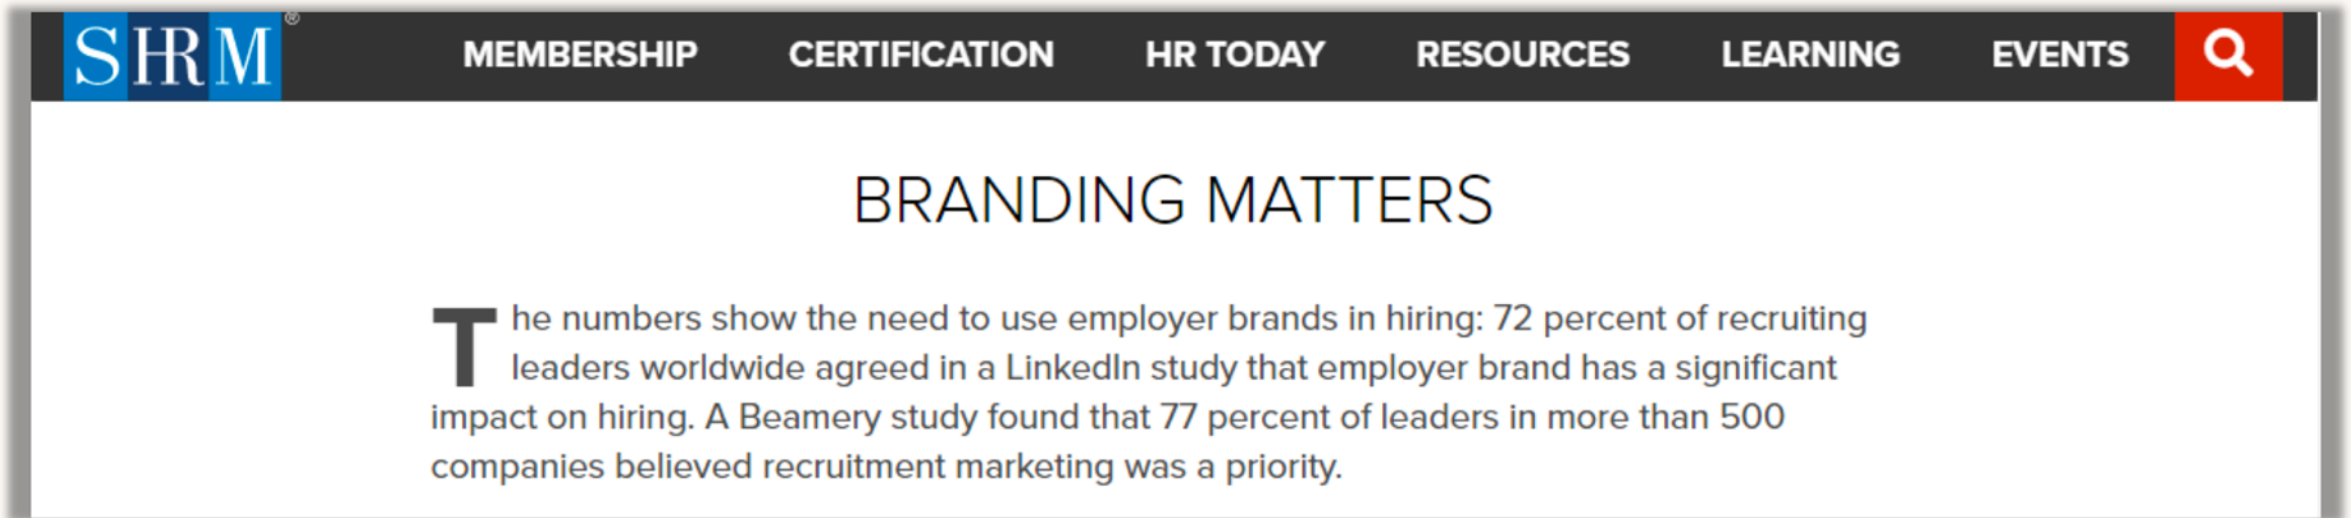 SHRM®
MEMBERSHIP CERTIFICATION HR TODAY RESOURCES LEARNING EVENTS
BRANDING MATTERS
The numbers show the need to use employer brands in hiring: 72 percent of recruiting
leaders worldwide agreed in a LinkedIn study that employer brand has a significant
impact on hiring. A Beamery study found that 77 percent of leaders in more than 500
companies believed recruitment marketing was a priority.